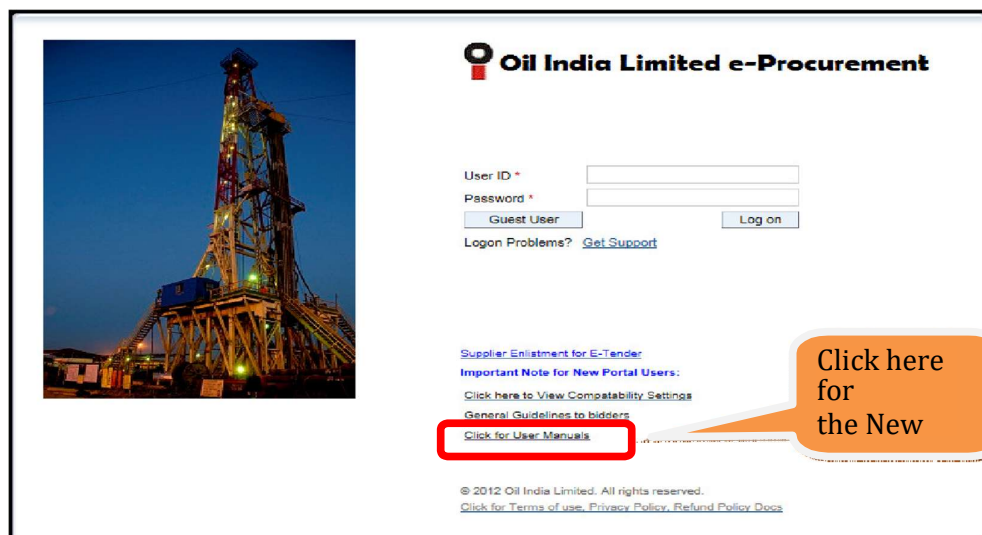 Oil India Limited e-Procurement
User ID *
Password *
Guest User
Log on
Logon Problems? Get Support
Supplier Enlistment for E-Tender
Important Note for New Portal Users:
Click here to View Compatability Settings
General Guidelines to bidders
Click for User Manuals
Click here
for
the New
© 2012 Oil India Limited. All rights reserved.
Click for Terms of use, Privacy Policy, Refund Policy Docs